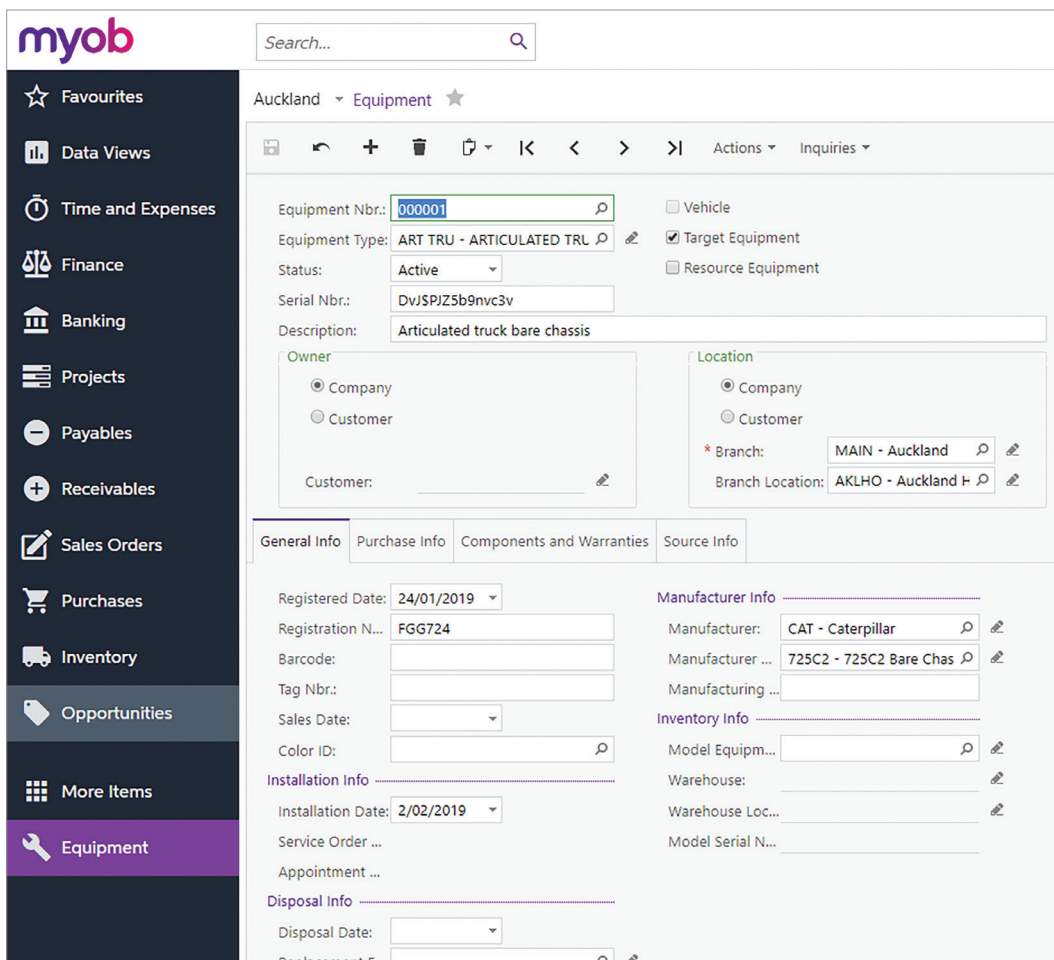 myob
Search...
Favourites
Data Views
Time and Expenses
Finance
Banking
Projects
Payables
Receivables
Sales Orders
Purchases
Inventory
Opportunities
More Items
Equipment
Auckland Equipment
Actions Inquiries
Equipment Nbr.: 000001
Vehicle
Equipment Type: ART TRU - ARTICULATED TRU
Target Equipment
Status: Active
Resource Equipment
Serial Nbr.: DvJ$PJZ5b9nvc3v
Description: Articulated truck bare chassis
Owner
Company
Customer
Customer:
Location
Company
Customer
* Branch: MAIN - Auckland
Branch Location: AKLHO - Auckland H
General Info Purchase Info Components and Warranties Source Info
Registered Date: 24/01/2019
Registration N... FGG724
Barcode:
Tag Nbr.:
Sales Date:
Color ID:
Installation Info
Installation Date: 2/02/2019
Service Order ...
Appointment ...
Disposal Info
Disposal Date:
Manufacturer Info
Manufacturer: CAT - Caterpillar
Manufacturer ... 725C2 - 725C2 Bare Chas
Manufacturing ...
Inventory Info
Model Equipm...
Warehouse:
Warehouse Loc...
Model Serial N...